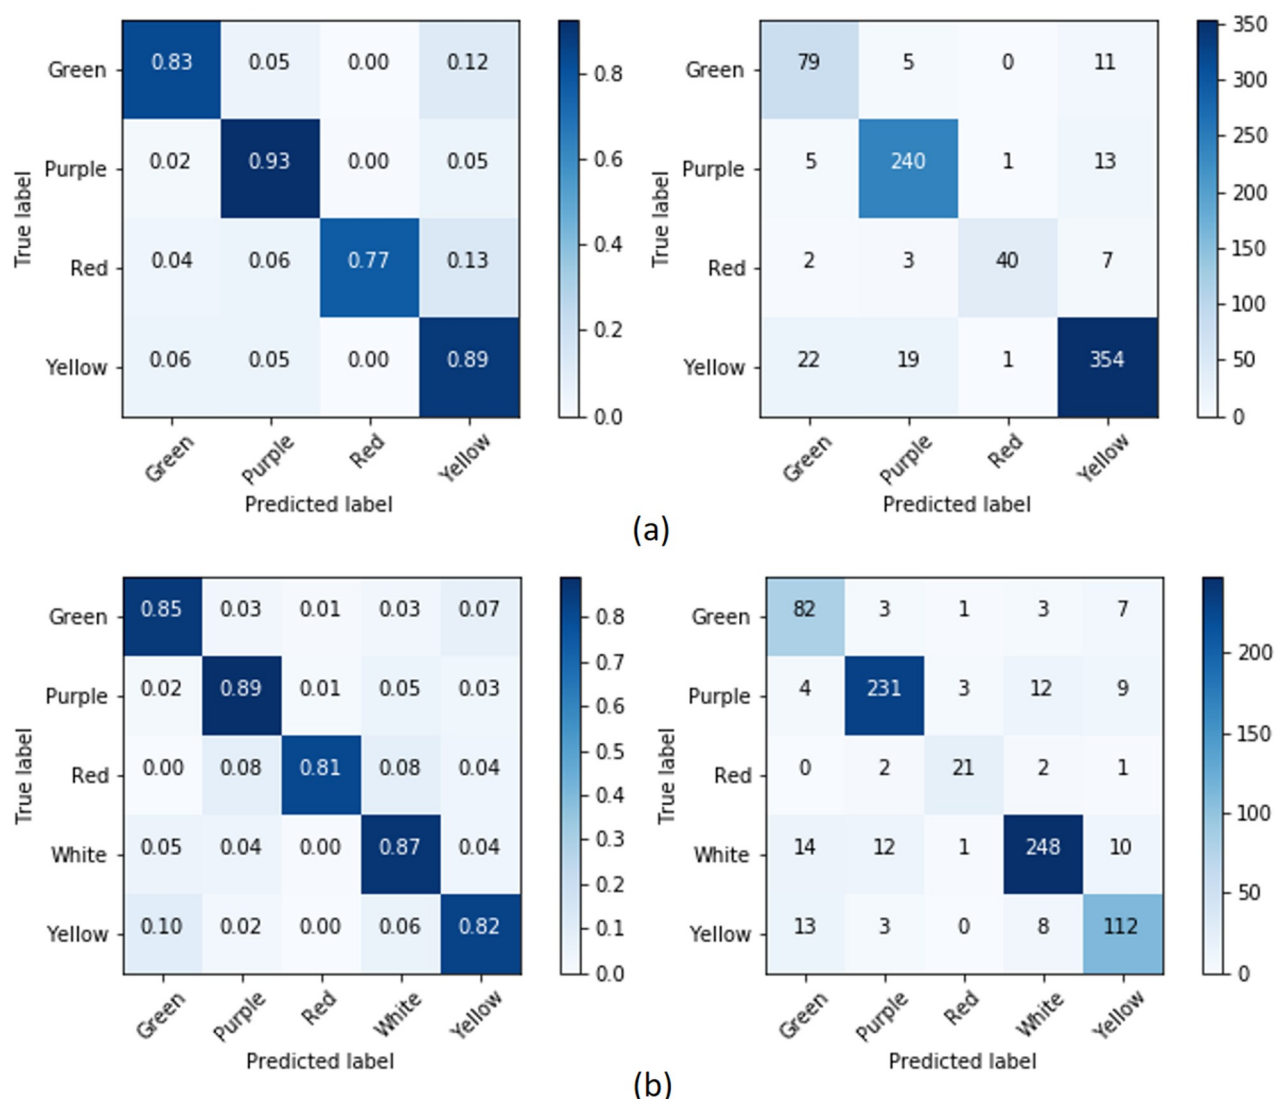 Green 0.83 0.05 0.00 0.12
Purple 0.02 0.93 0.00 0.05
Red 0.04 0.06 0.77 0.13
Yellow 0.06 0.05 0.00 0.89
True label
Green Purple Red Yellow
Predicted label
0.8
0.6
0.4
0.2
0.0
Green 79 5 0 11
Purple 5 240 1 13
Red 2 3 40 7
Yellow 22 19 1 354
True label
Green Purple Red Yellow
Predicted label
350
300
250
200
150
100
50
0
(a)
Green 0.85 0.03 0.01 0.03 0.07
Purple 0.02 0.89 0.01 0.05 0.03
Red 0.00 0.08 0.81 0.08 0.04
White 0.05 0.04 0.00 0.87 0.04
Yellow 0.10 0.02 0.00 0.06 0.82
True label
Green Purple Red White Yellow
Predicted label
0.8
0.7
0.6
0.5
0.4
0.3
0.2
0.1
0.0
Green 82 3 1 3 7
Purple 4 231 3 12 9
Red 0 2 21 2 1
White 14 12 1 248 10
Yellow 13 3 0 8 112
True label
Green Purple Red White Yellow
Predicted label
200
150
100
50
0
(b)